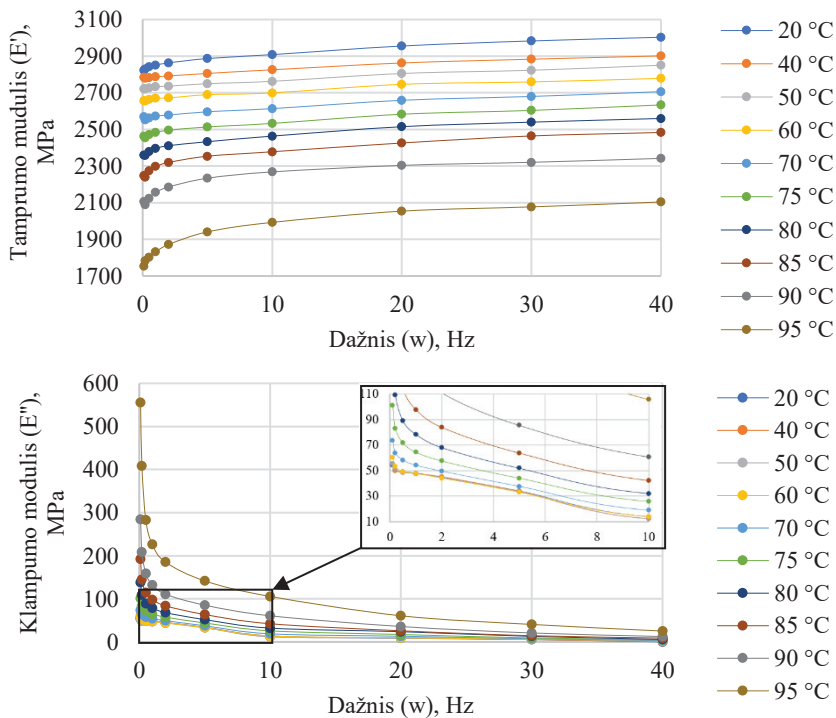 Tamprumo mudulis (E'),
MPa
3100
2900
2700
2500
2300
2100
1900
1700
0
10
20
30
40
Dažnis (w), Hz
20 °C
40 °C
50 °C
60 °C
70 °C
75 °C
80 °C
85 °C
90 °C
95 °C
Klampumo modulis (E"),
MPa
600
500
400
300
200
100
0
110
90
70
50
30
10
0
2
4
6
8
10
0
10
20
30
40
Dažnis (w), Hz
20 °C
40 °C
50 °C
60 °C
70 °C
75 °C
80 °C
85 °C
90 °C
95 °C